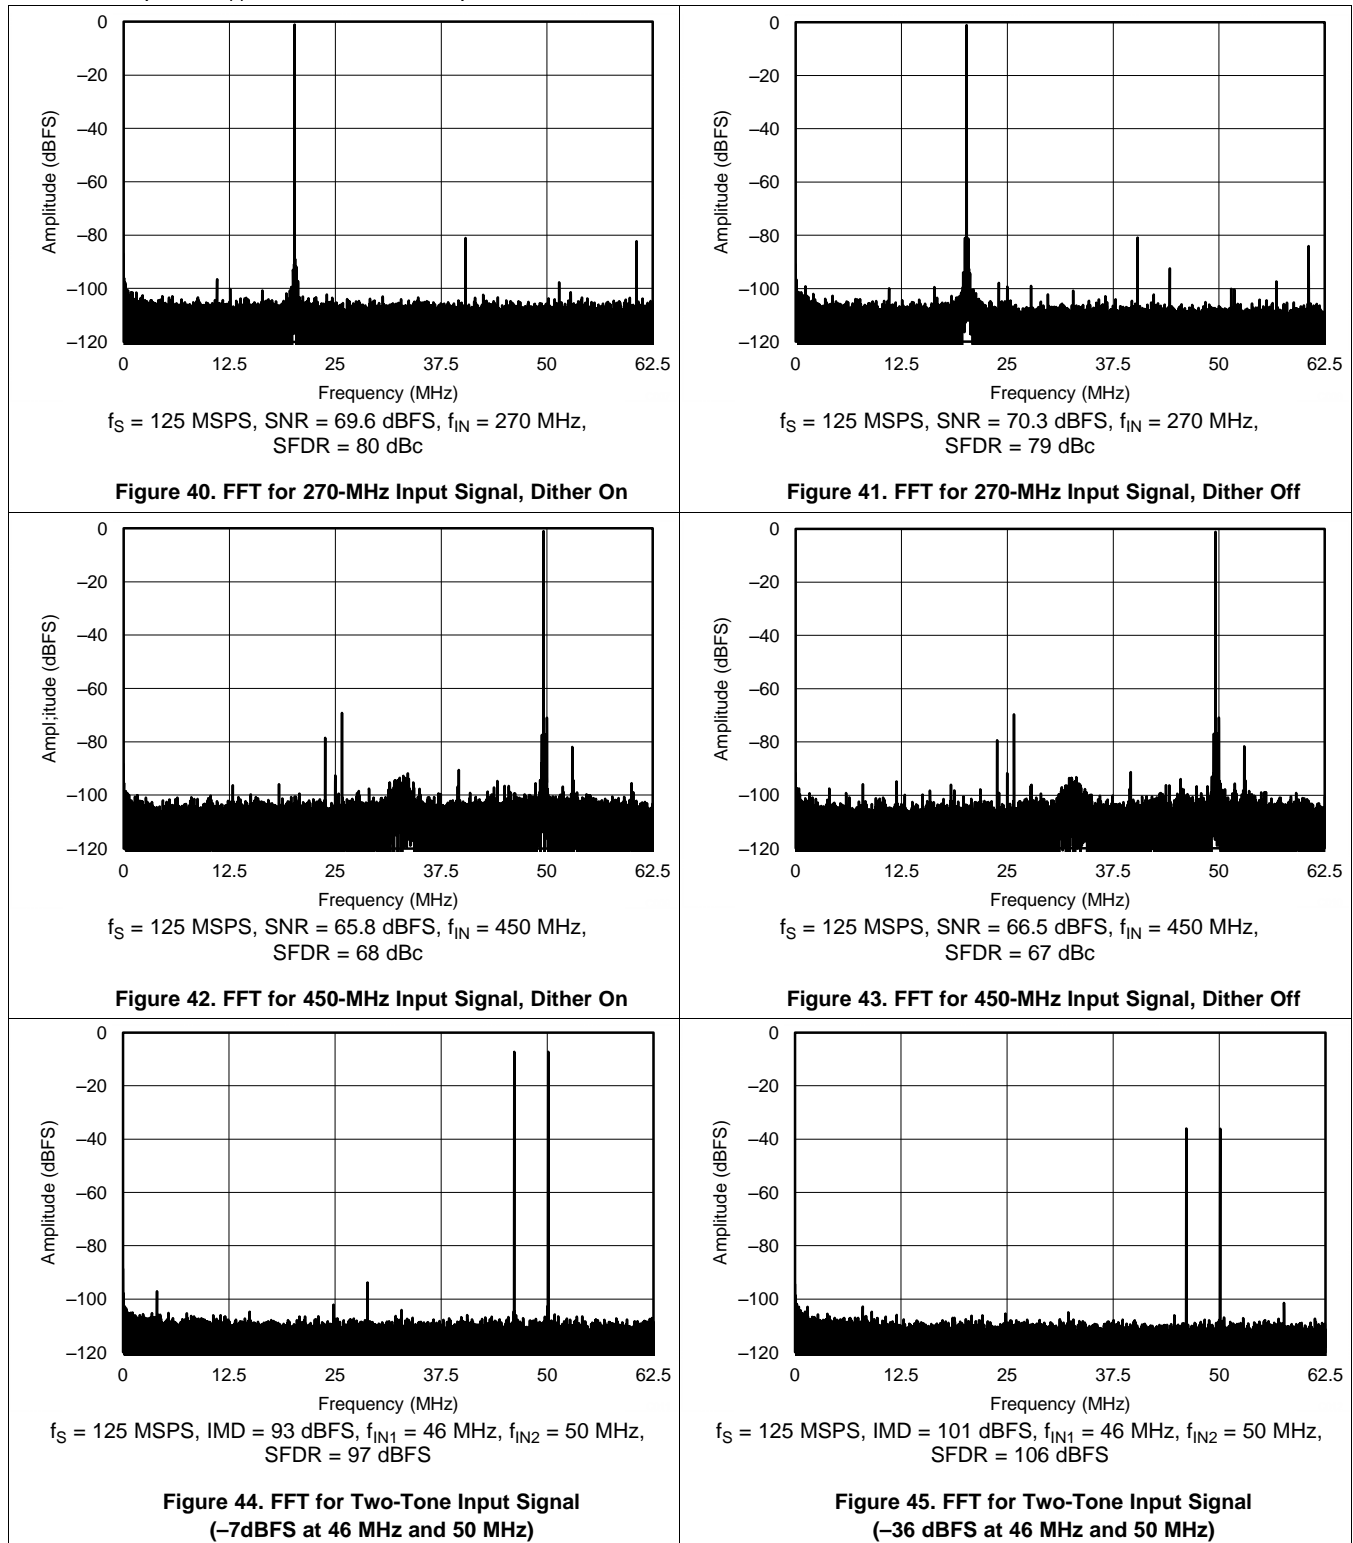 0
–20
–40
–60
–80
–100
–120
Amplitude (dBFS)
0 12.5 25 37.5 50 62.5
Frequency (MHz)
fS = 125 MSPS, SNR = 69.6 dBFS, fIN = 270 MHz,
SFDR = 80 dBc
Figure 40. FFT for 270-MHz Input Signal, Dither On
0
–20
–40
–60
–80
–100
–120
Amplitude (dBFS)
0 12.5 25 37.5 50 62.5
Frequency (MHz)
fS = 125 MSPS, SNR = 70.3 dBFS, fIN = 270 MHz,
SFDR = 79 dBc
Figure 41. FFT for 270-MHz Input Signal, Dither Off
0
–20
–40
–60
–80
–100
–120
Ampl;itude (dBFS)
0 12.5 25 37.5 50 62.5
Frequency (MHz)
fS = 125 MSPS, SNR = 65.8 dBFS, fIN = 450 MHz,
SFDR = 68 dBc
Figure 42. FFT for 450-MHz Input Signal, Dither On
0
–20
–40
–60
–80
–100
–120
Amplitude (dBFS)
0 12.5 25 37.5 50 62.5
Frequency (MHz)
fS = 125 MSPS, SNR = 66.5 dBFS, fIN = 450 MHz,
SFDR = 67 dBc
Figure 43. FFT for 450-MHz Input Signal, Dither Off
0
–20
–40
–60
–80
–100
–120
Amplitude (dBFS)
0 12.5 25 37.5 50 62.5
Frequency (MHz)
fS = 125 MSPS, IMD = 93 dBFS, fIN1 = 46 MHz, fIN2 = 50 MHz,
SFDR = 97 dBFS
Figure 44. FFT for Two-Tone Input Signal
(–7dBFS at 46 MHz and 50 MHz)
0
–20
–40
–60
–80
–100
–120
Amplitude (dBFS)
0 12.5 25 37.5 50 62.5
Frequency (MHz)
fS = 125 MSPS, IMD = 101 dBFS, fIN1 = 46 MHz, fIN2 = 50 MHz,
SFDR = 106 dBFS
Figure 45. FFT for Two-Tone Input Signal
(–36 dBFS at 46 MHz and 50 MHz)